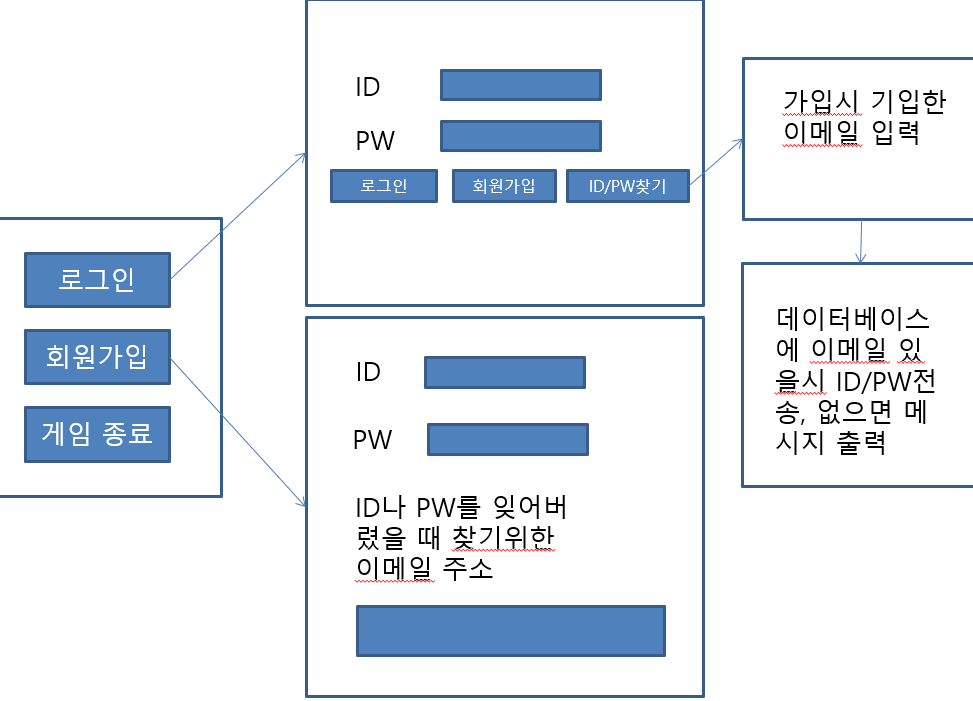 로그인
회원가입
게임 종료
ID
PW
로그인 회원가입 ID/PW찾기
가입시 기입한
이메일 입력
데이터베이스
에 이메일 있
을시 ID/PW전
송, 없으면 메
시지 출력
ID
PW
ID나 PW를 잊어버
렸을 때 찾기위한
이메일 주소